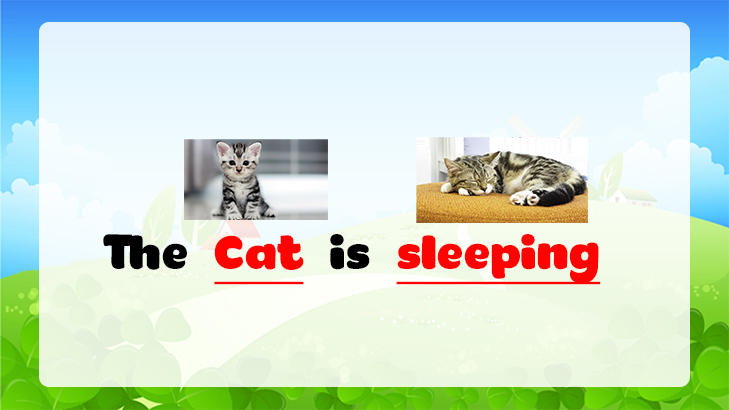 The Cat is sleeping